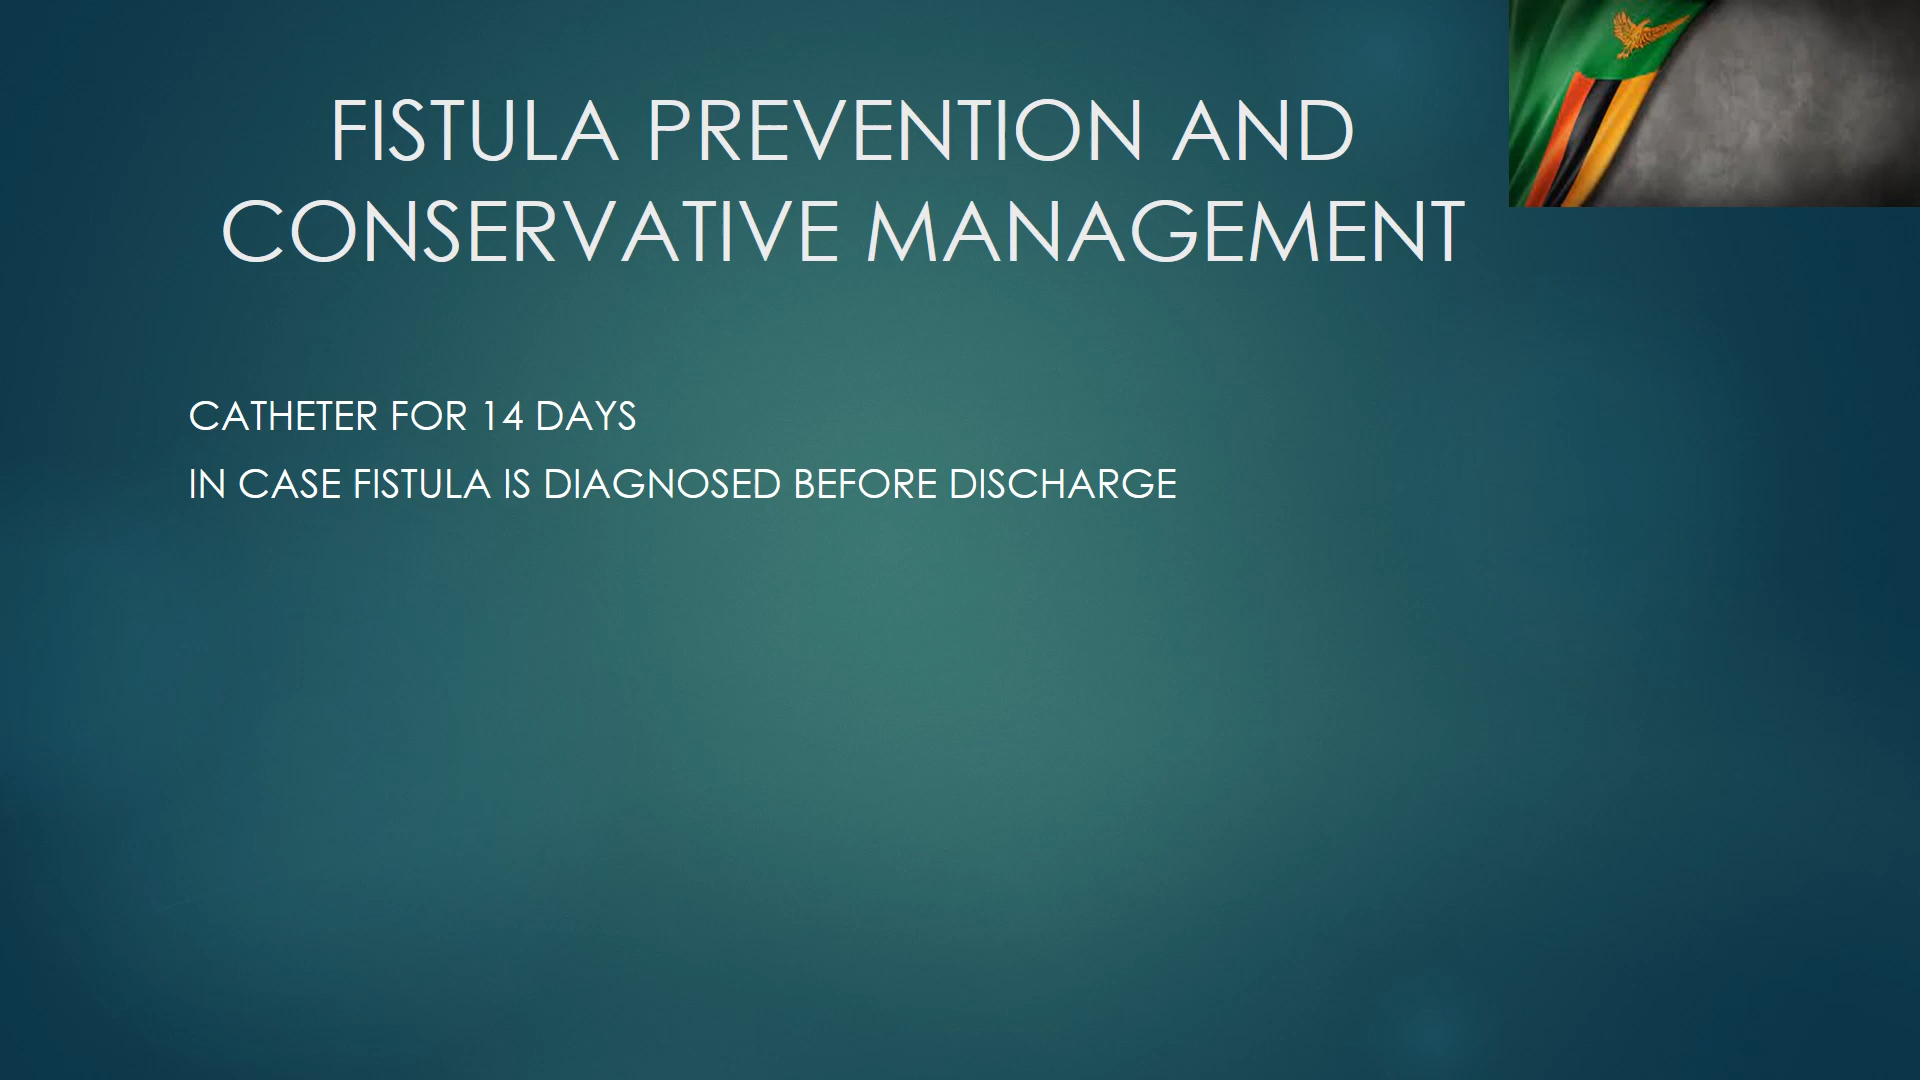 FISTULA PREVENTION AND
CONSERVATIVE MANAGEMENT
CATHETER FOR 14 DAYS
IN CASE FISTULA IS DIAGNOSED BEFORE DISCHARGE